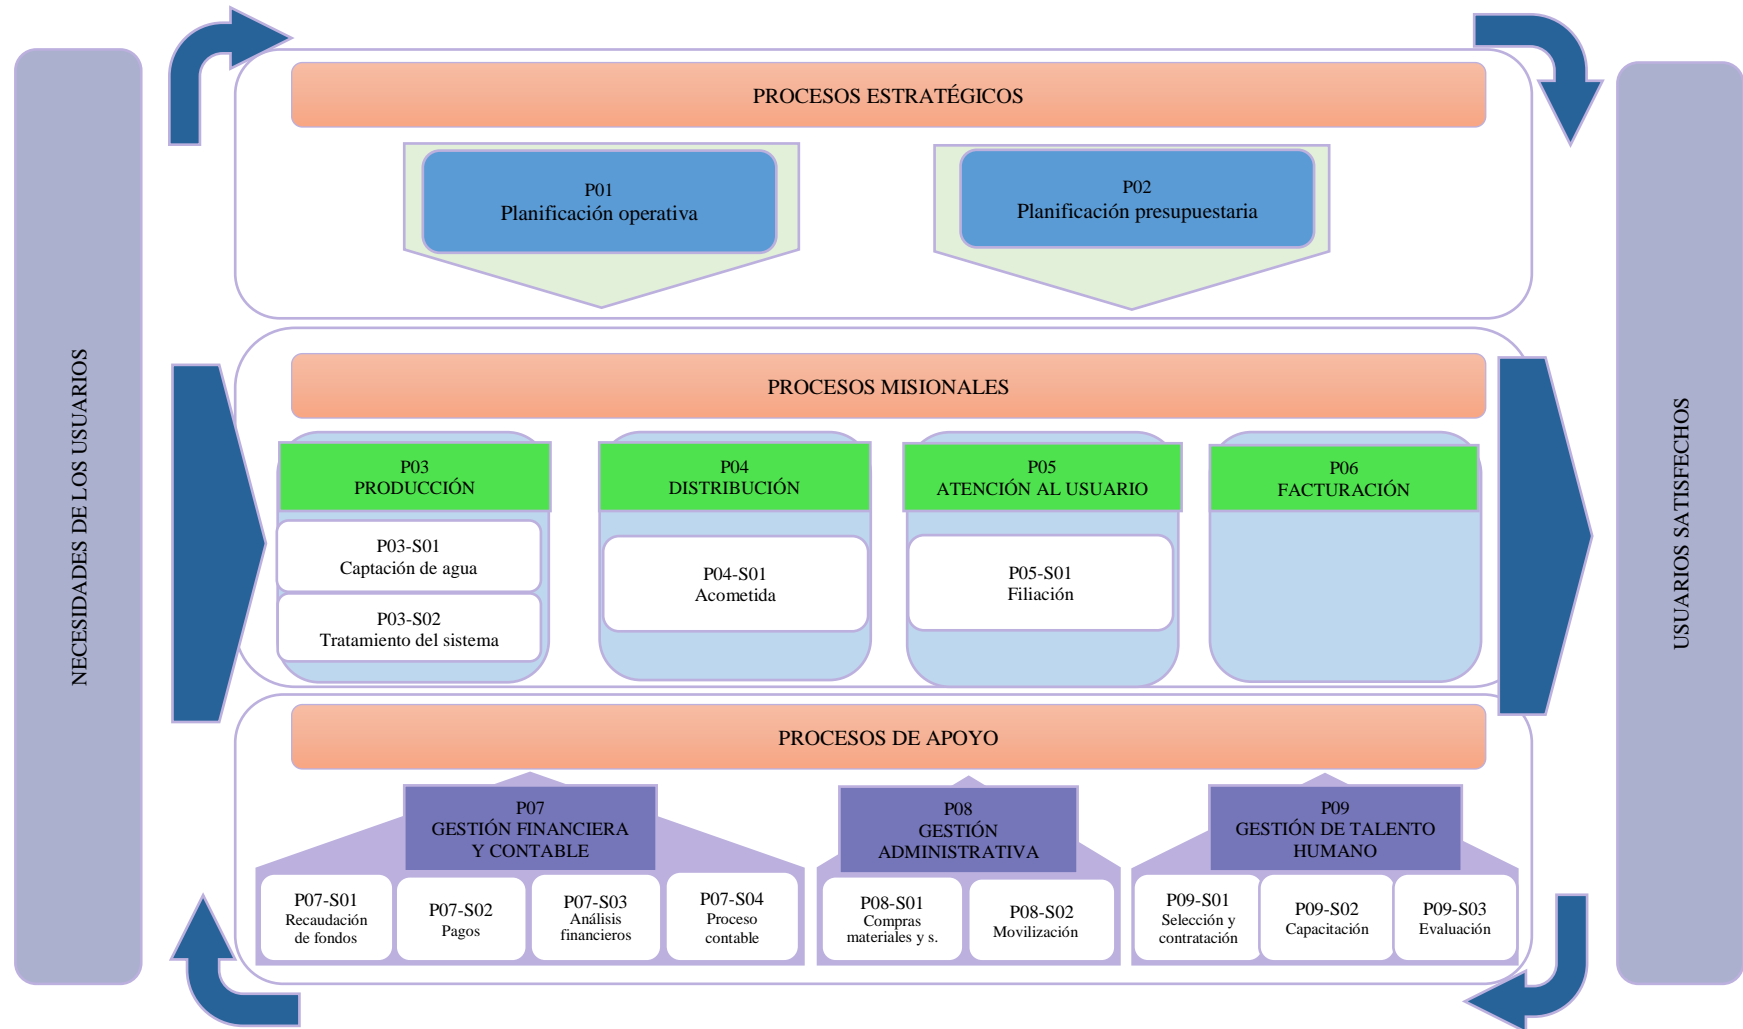 NECESIDADES DE LOS USUARIOS
PROCESOS ESTRATÉGICOS
P01
Planificación operativa
P02
Planificación presupuestaria
PROCESOS MISIONALES
P03
PRODUCCIÓN
P03-S01
Captación de agua
P03-S02
Tratamiento del sistema
P04
DISTRIBUCIÓN
P04-S01
Acometida
P05
ATENCIÓN AL USUARIO
P05-S01
Filiación
P06
FACTURACIÓN
PROCESOS DE APOYO
P07
GESTIÓN FINANCIERA
Y CONTABLE
P07-S01
Recaudación
de fondos
P07-S02
Pagos
P07-S03
Análisis
financieros
P07-S04
Proceso
contable
P08
GESTIÓN
ADMINISTRATIVA
P08-S01
Compras
materiales y s.
P08-S02
Movilización
P09
GESTIÓN DE TALENTO
HUMANO
P09-S01
Selección y
contratación
P09-S02
Capacitación
P09-S03
Evaluación
USUARIOS SATISFECHOS